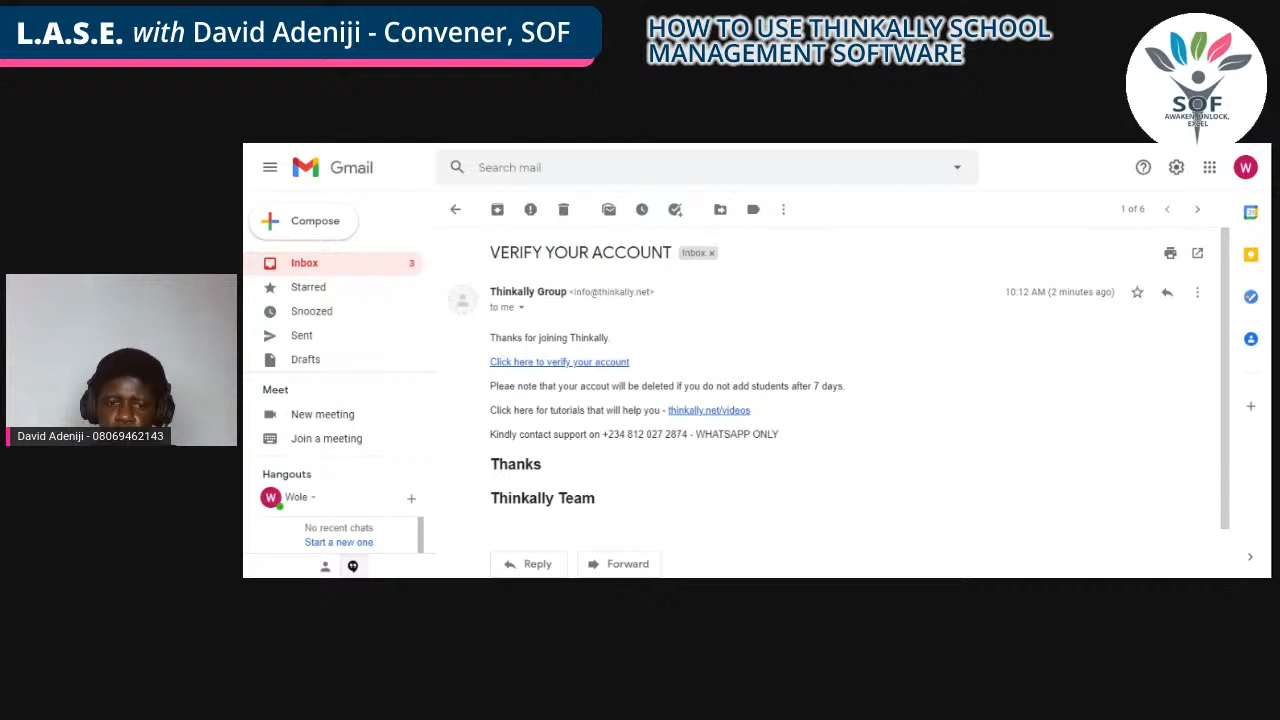 L.A.S.E. with David Adeniji - Convener, SOF
HOW TO USE THINKALLY SCHOOL
MANAGEMENT SOFTWARE
SOF
AWAKEN, UNLOCK,
EXCEL
Gmail
Search mail
W
Compose
1 of 6
Inbox 3
Starred
Snoozed
Sent
Drafts
Meet
New meeting
Join a meeting
Hangouts
W Wole
No recent chats
Start a new one
VERIFY YOUR ACCOUNT Inbox x
Thinkally Group <info@thinkally.net> 10:12 AM (2 minutes ago)
to me
Thanks for joining Thinkally.
Click here to verify your account
Pleae note that your accout will be deleted if you do not add students after 7 days.
Click here for tutorials that will help you - thinkally.net/videos
Kindly contact support on +234 812 027 2874 - WHATSAPP ONLY
Thanks
Thinkally Team
Reply Forward
David Adeniji - 08069462143